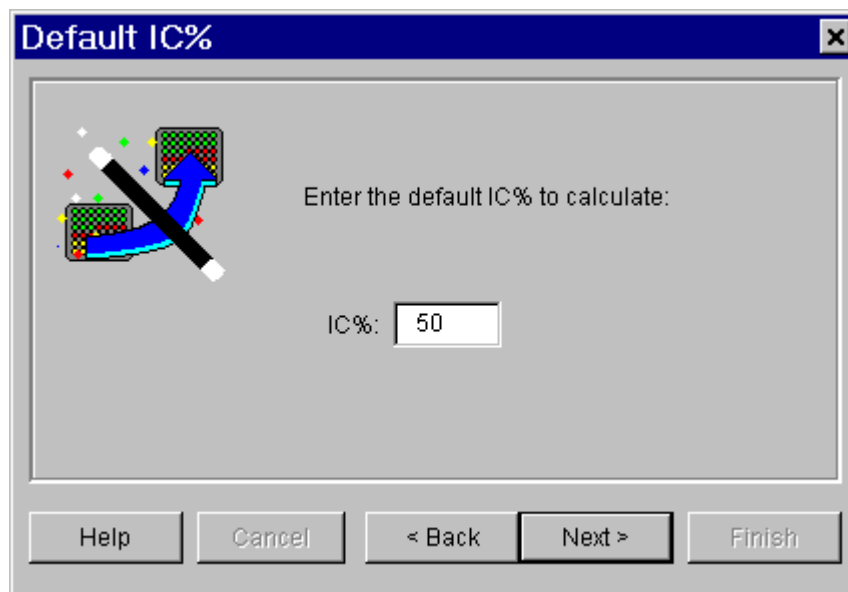 Default IC%
Enter the default IC% to calculate:
IC%: 50
Help Cancel < Back Next > Finish